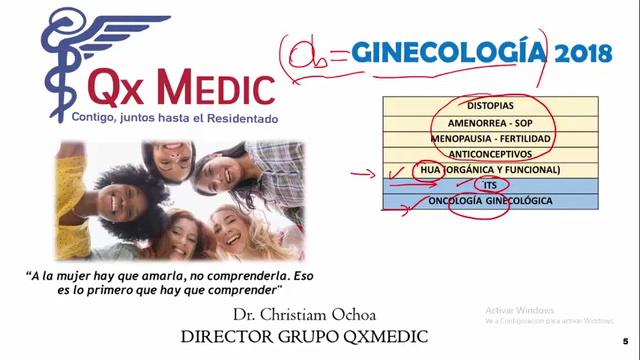 QX MEDIC
Contigo, juntos hasta el Residentado
GINECOLOGÍA 2018
DISTOPIAS
AMENORREA - SOP
MENOPAUSIA - FERTILIDAD
ANTICONCEPTIVOS
HUA (ORGÁNICA Y FUNCIONAL)
ITS
ONCOLOGÍA GINECOLÓGICA
“A la mujer hay que amarla, no comprenderla. Eso
es lo primero que hay que comprender"
Dr. Christiam Ochoa
DIRECTOR GRUPO QXMEDIC
Activar Windows
Ve a Configuración para activar Windows.
5